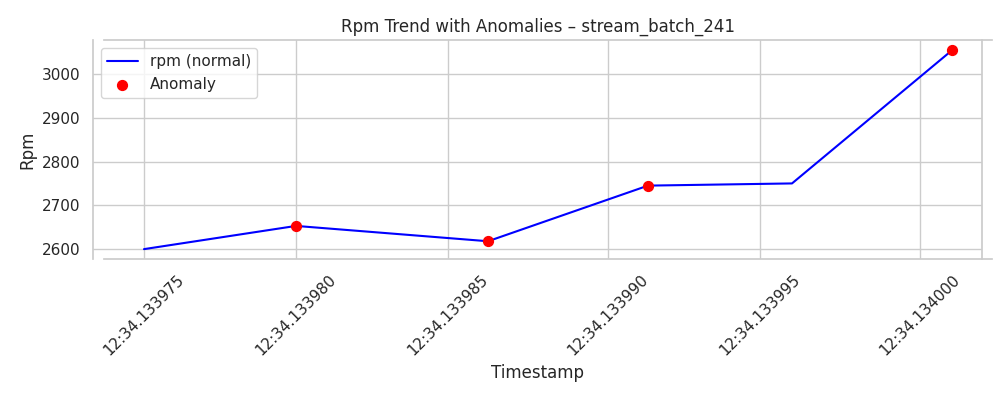 Rpm Trend with Anomalies – stream_batch_241
rpm (normal)
Anomaly
Rpm
3000
2900
2800
2700
2600
12:34.133975
12:34.133980
12:34.133985
12:34.133990
12:34.133995
12:34.134000
Timestamp